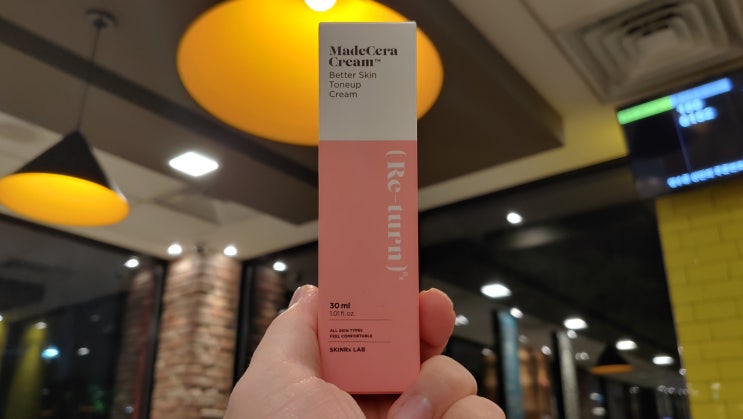 MadeCera
Cream™
Better Skin
Toneup
Cream
(Re-turn)
30 ml
1.01 fl. oz.
ALL SKIN TYPES
FEEL COMFORTABLE
SKINRx LAB